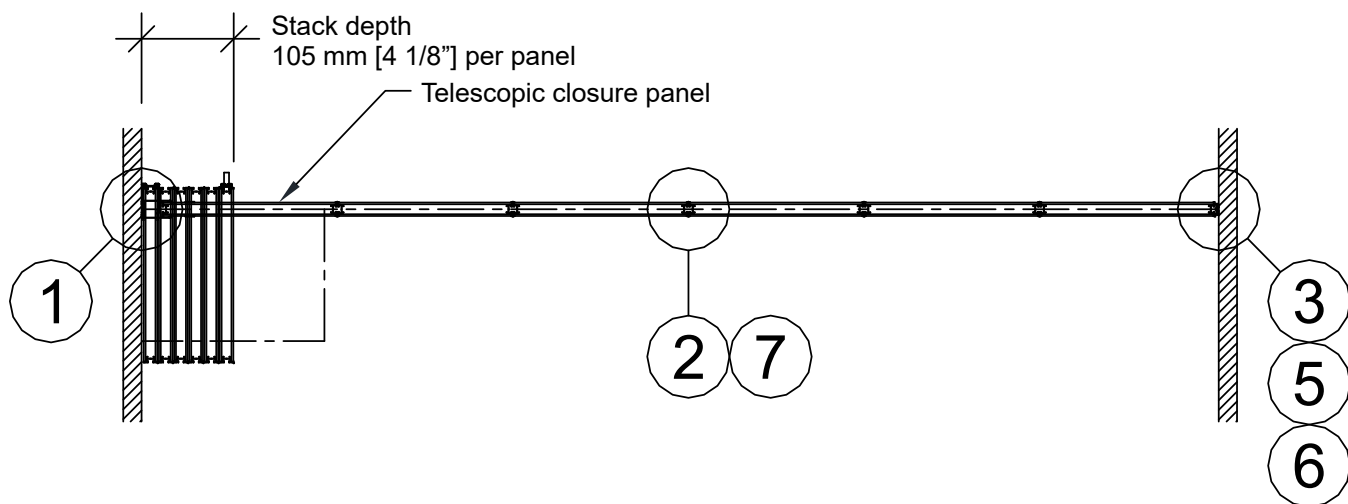 Stack depth
105 mm [4 1/8”] per panel
Telescopic closure panel
1
2 7
3
5
6